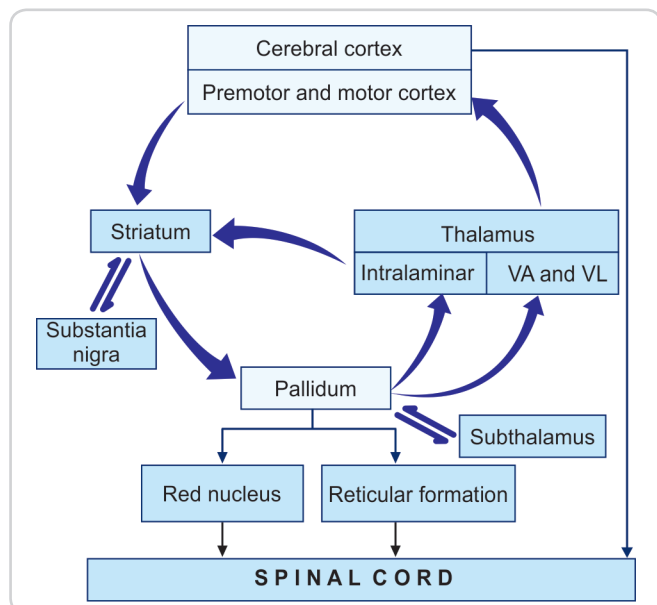 Cerebral cortex
Premotor and motor cortex
Striatum
Thalamus
Intralaminar
VA and VL
Substantia
nigra
Pallidum
Subthalamus
Red nucleus
Reticular formation
SPINAL CORD